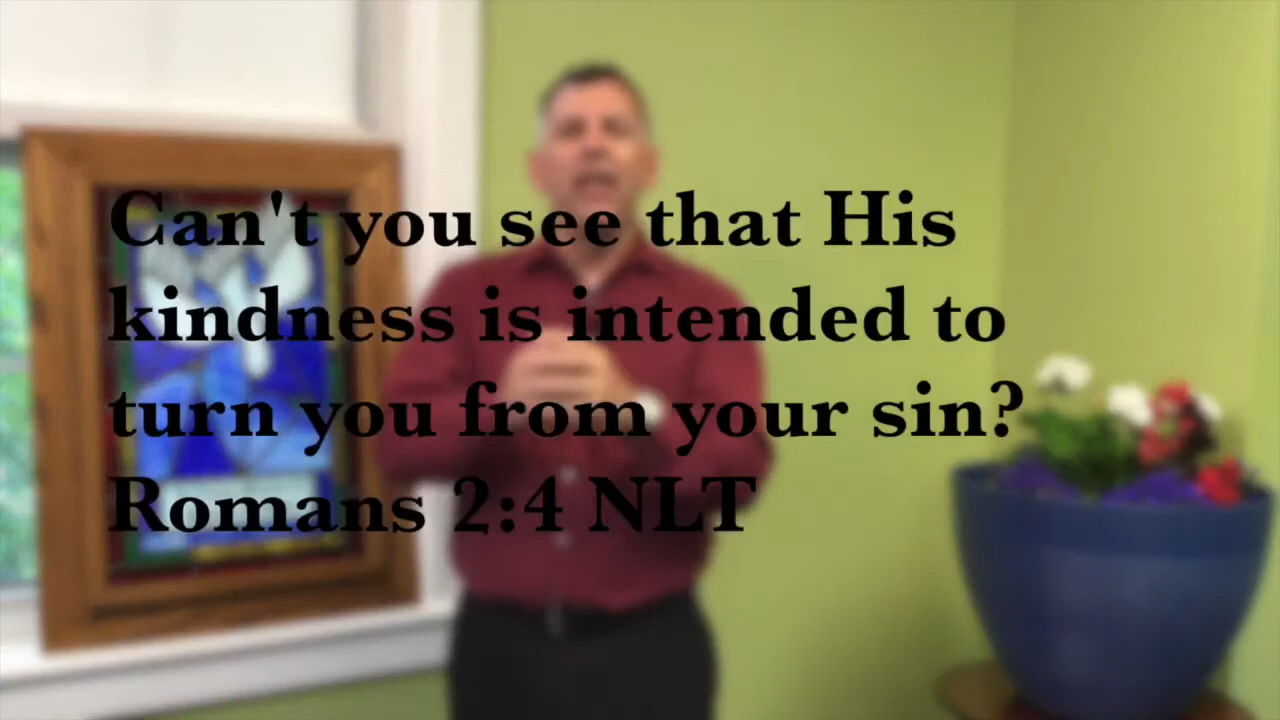 Can't you see that His
kindness is intended to
turn you from your sin?
Romans 2:4 NLT